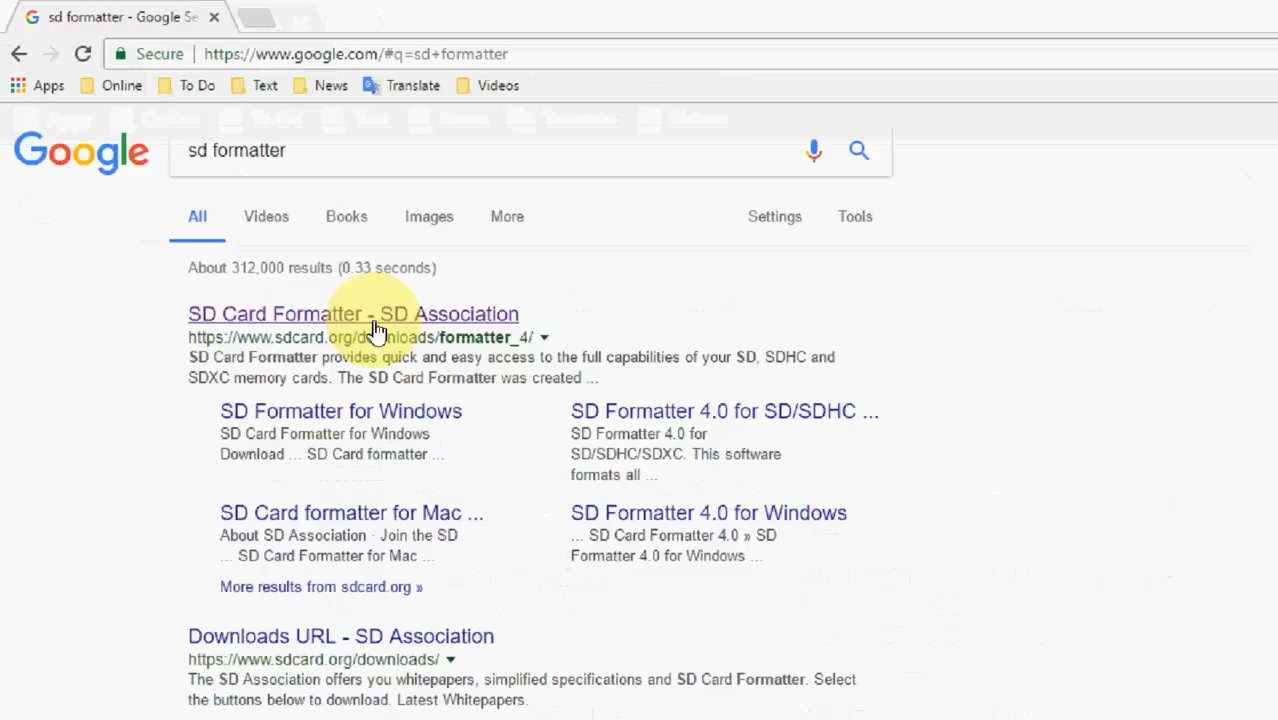 sd formatter - Google Se
Secure
https://www.google.com/#q=sd+formatter
Apps Online To Do Text News Translate Videos
Google
sd formatter
All Videos Books Images More Settings Tools
About 312,000 results (0.33 seconds)
SD Card Formatter - SD Association
https://www.sdcard.org/downloads/formatter_4/
SD Card Formatter provides quick and easy access to the full capabilities of your SD, SDHC and
SDXC memory cards. The SD Card Formatter was created ...
SD Formatter for Windows
SD Card Formatter for Windows
Download ... SD Card formatter ...
SD Formatter 4.0 for SD/SDHC ...
SD Formatter 4.0 for
SD/SDHC/SDXC. This software
formats all ...
SD Card formatter for Mac ...
About SD Association · Join the SD
... SD Card Formatter for Mac ...
SD Formatter 4.0 for Windows
... SD Card Formatter 4.0 » SD
Formatter 4.0 for Windows ...
More results from sdcard.org »
Downloads URL - SD Association
https://www.sdcard.org/downloads/
The SD Association offers you whitepapers, simplified specifications and SD Card Formatter. Select
the buttons below to download. Latest Whitepapers.